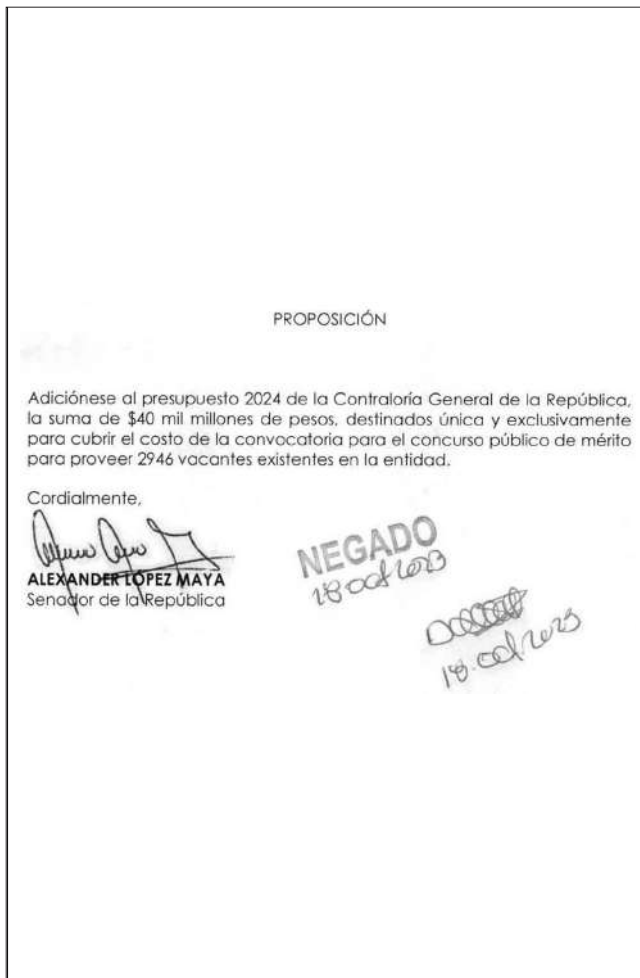 PROPOSICIÓN
Adiciónese al presupuesto 2024 de la Contraloría General de la República,
la suma de $40 mil millones de pesos, destinados única y exclusivamente
para cubrir el costo de la convocatoria para el concurso público de mérito
para proveer 2946 vacantes existentes en la entidad.
Cordialmente,
ALEXANDER LÓPEZ MAYA
Senador de la República
NEGADO
18 oct 2023
18.oct.2023